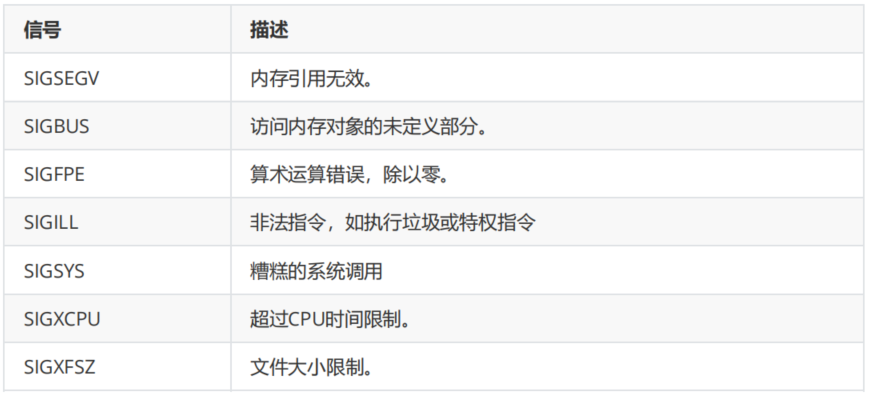 信号 描述
SIGSEGV 内存引用无效。
SIGBUS 访问内存对象的未定义部分。
SIGFPE 算术运算错误，除以零。
SIGILL 非法指令，如执行垃圾或特权指令
SIGSYS 糟糕的系统调用
SIGXCPU 超过CPU时间限制。
SIGXFSZ 文件大小限制。